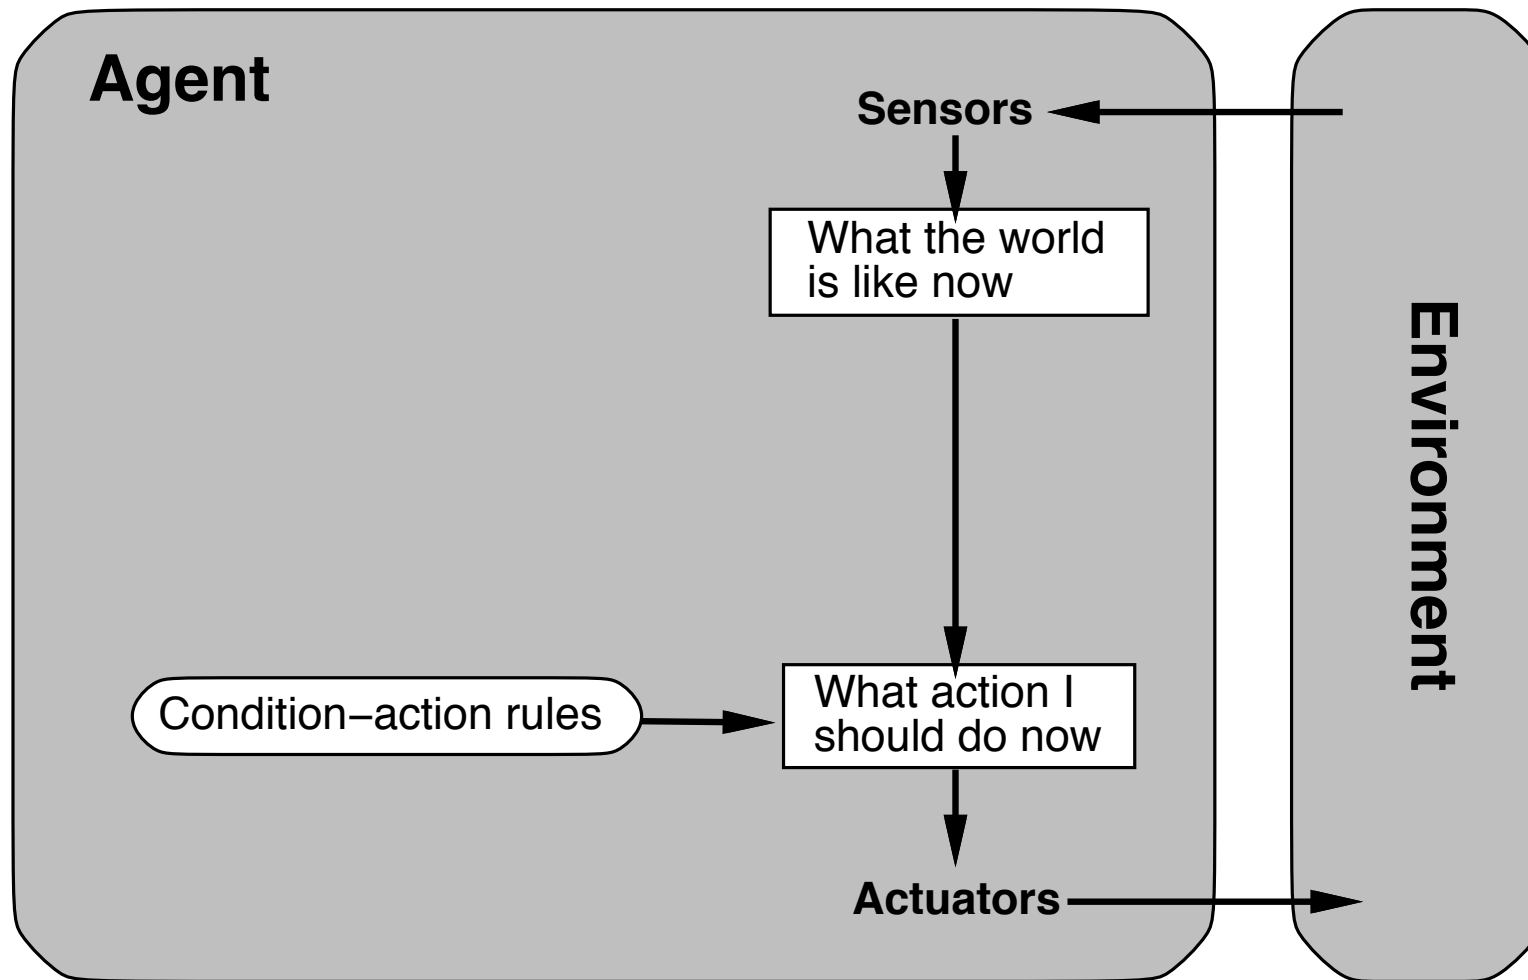 Agent
Sensors
What the world
is like now
Environment
Condition–action rules
What action I
should do now
Actuators